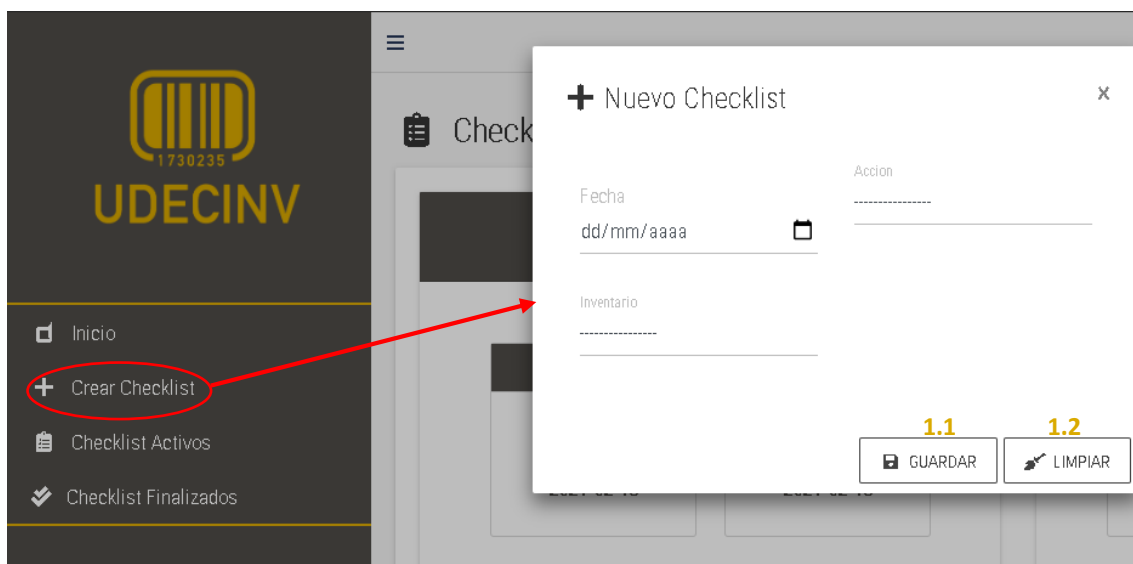 1730235
UDECINV
Inicio
Crear Checklist
Checklist Activos
Checklist Finalizados
Check
Nuevo Checklist
x
Fecha
dd/mm/aaaa
Accion
----------------
Inventario
----------------
1.1
1.2
GUARDAR
LIMPIAR